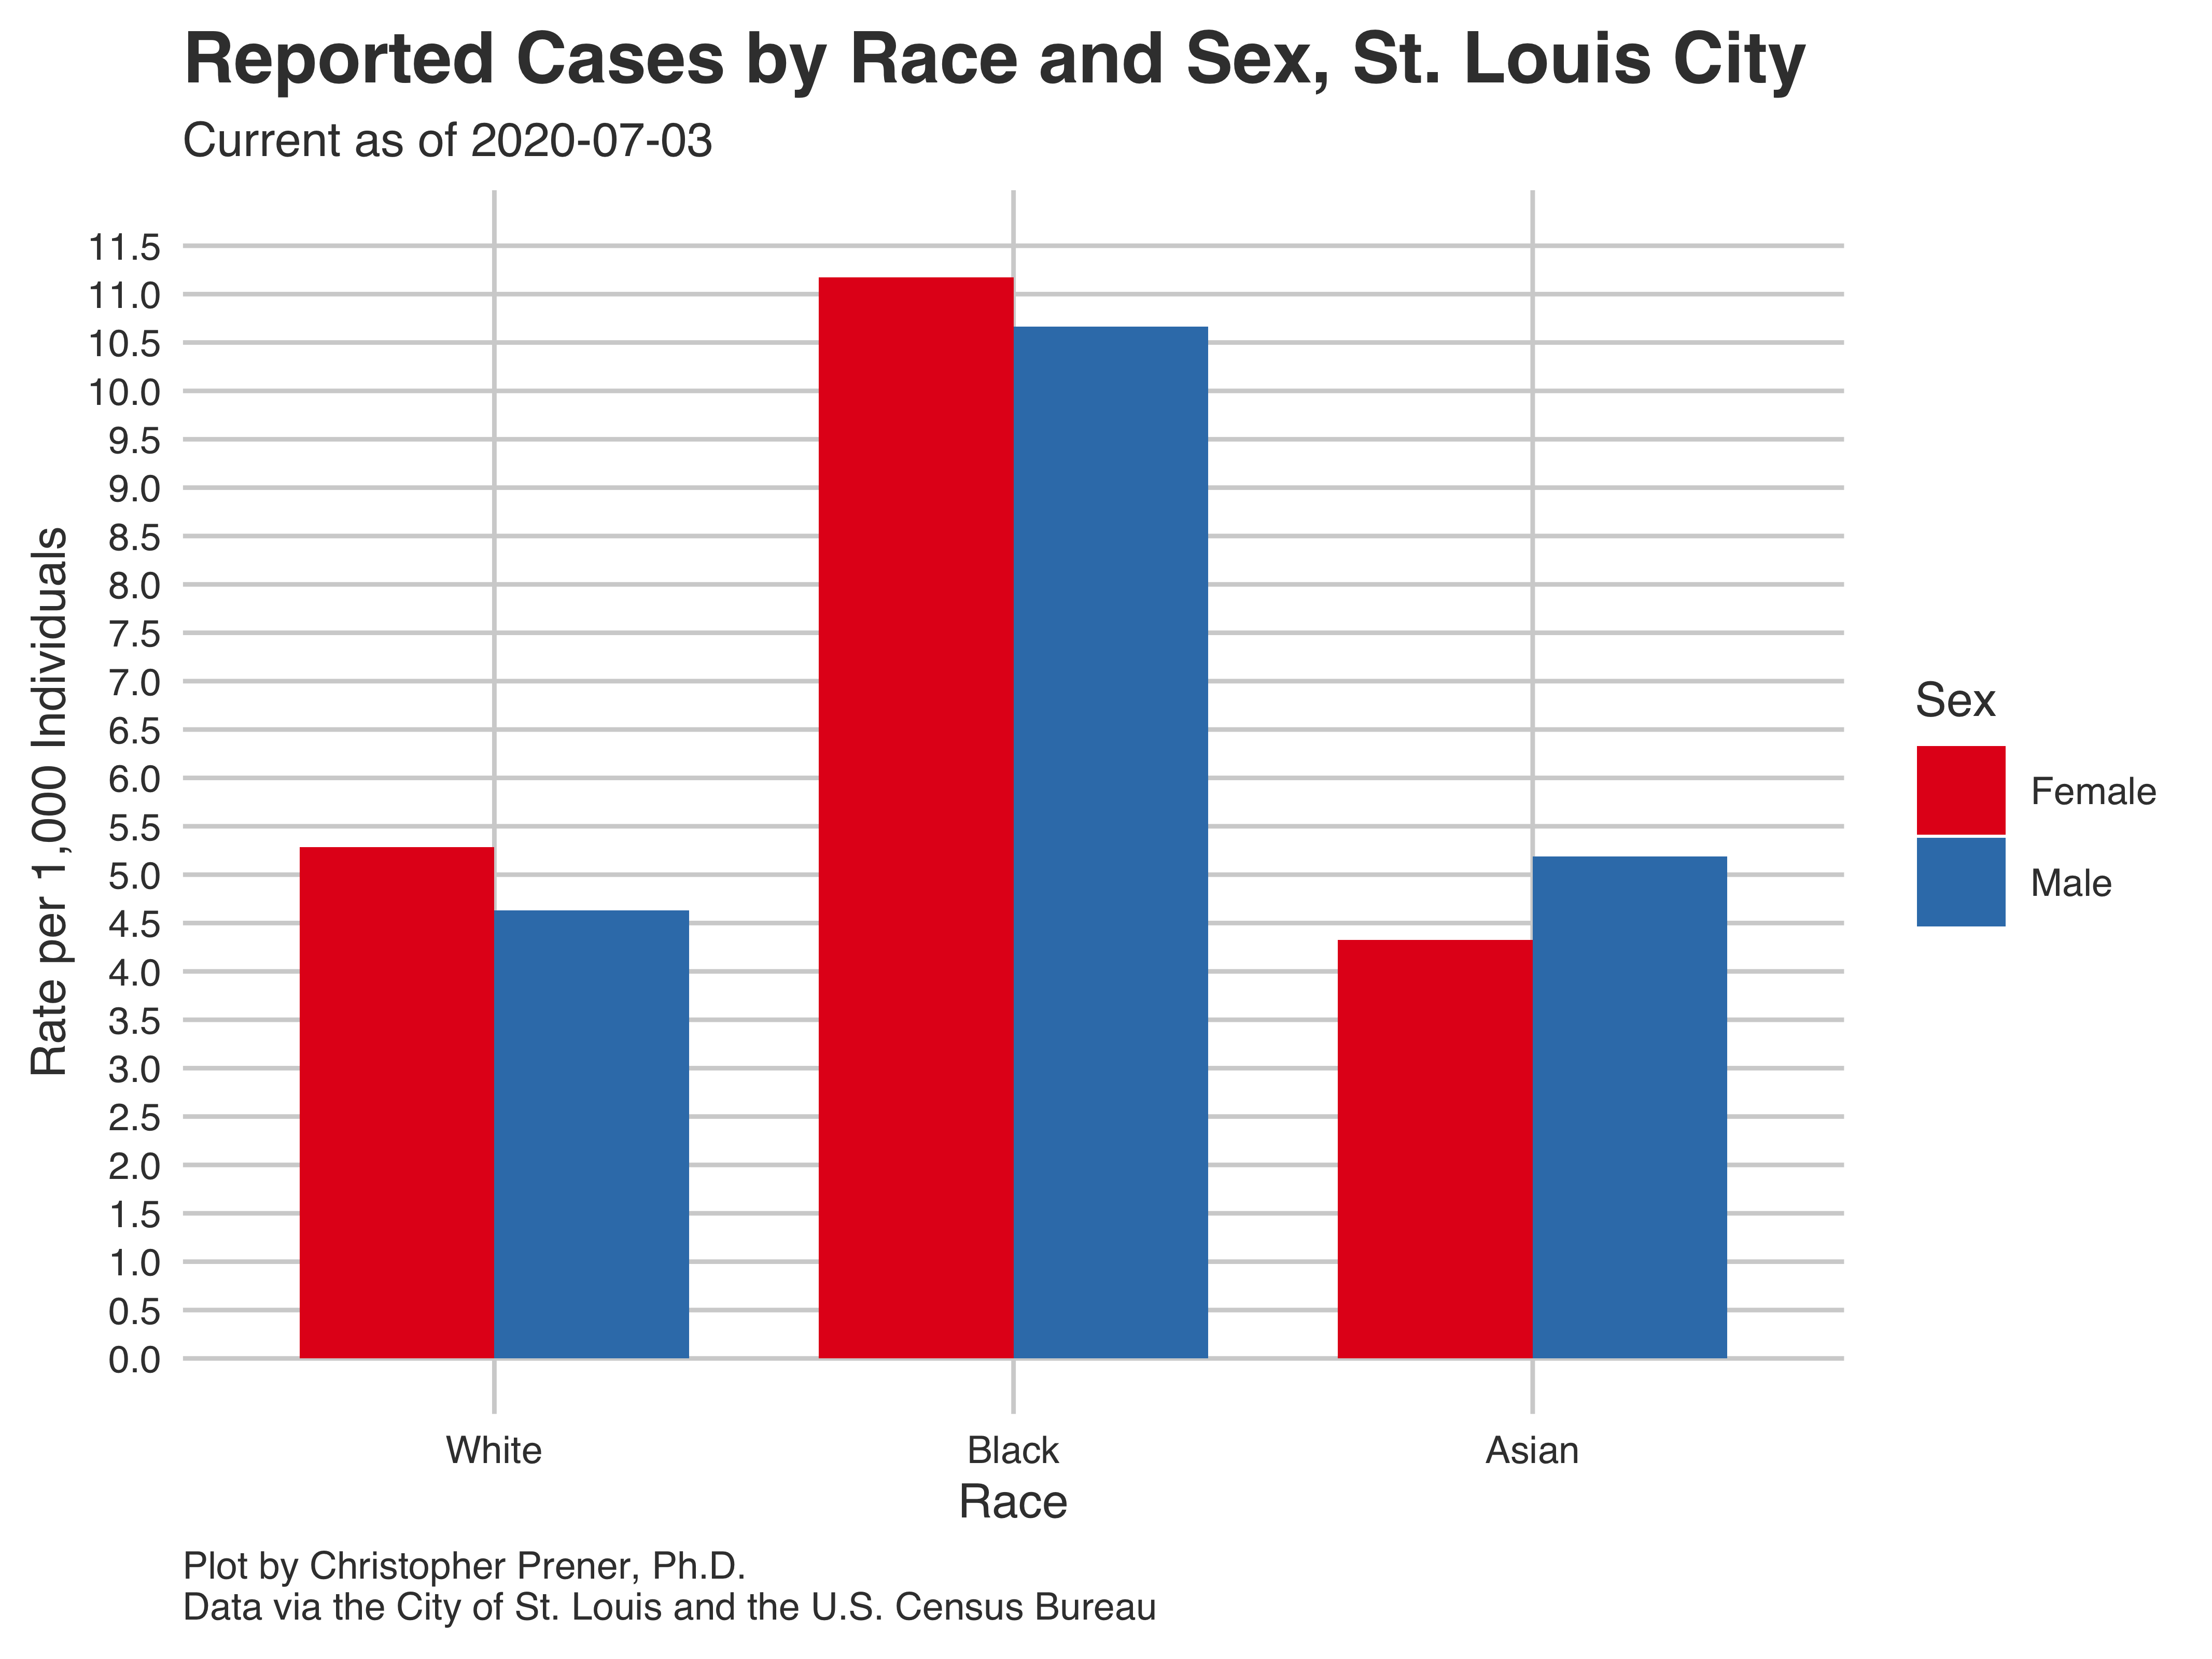 Reported Cases by Race and Sex, St. Louis City
Current as of 2020-07-03
Rate per 1,000 Individuals
11.5
11.0
10.5
10.0
9.5
9.0
8.5
8.0
7.5
7.0
6.5
6.0
5.5
5.0
4.5
4.0
3.5
3.0
2.5
2.0
1.5
1.0
0.5
0.0
White
Black
Asian
Race
Sex
Female
Male
Plot by Christopher Prener, Ph.D.
Data via the City of St. Louis and the U.S. Census Bureau